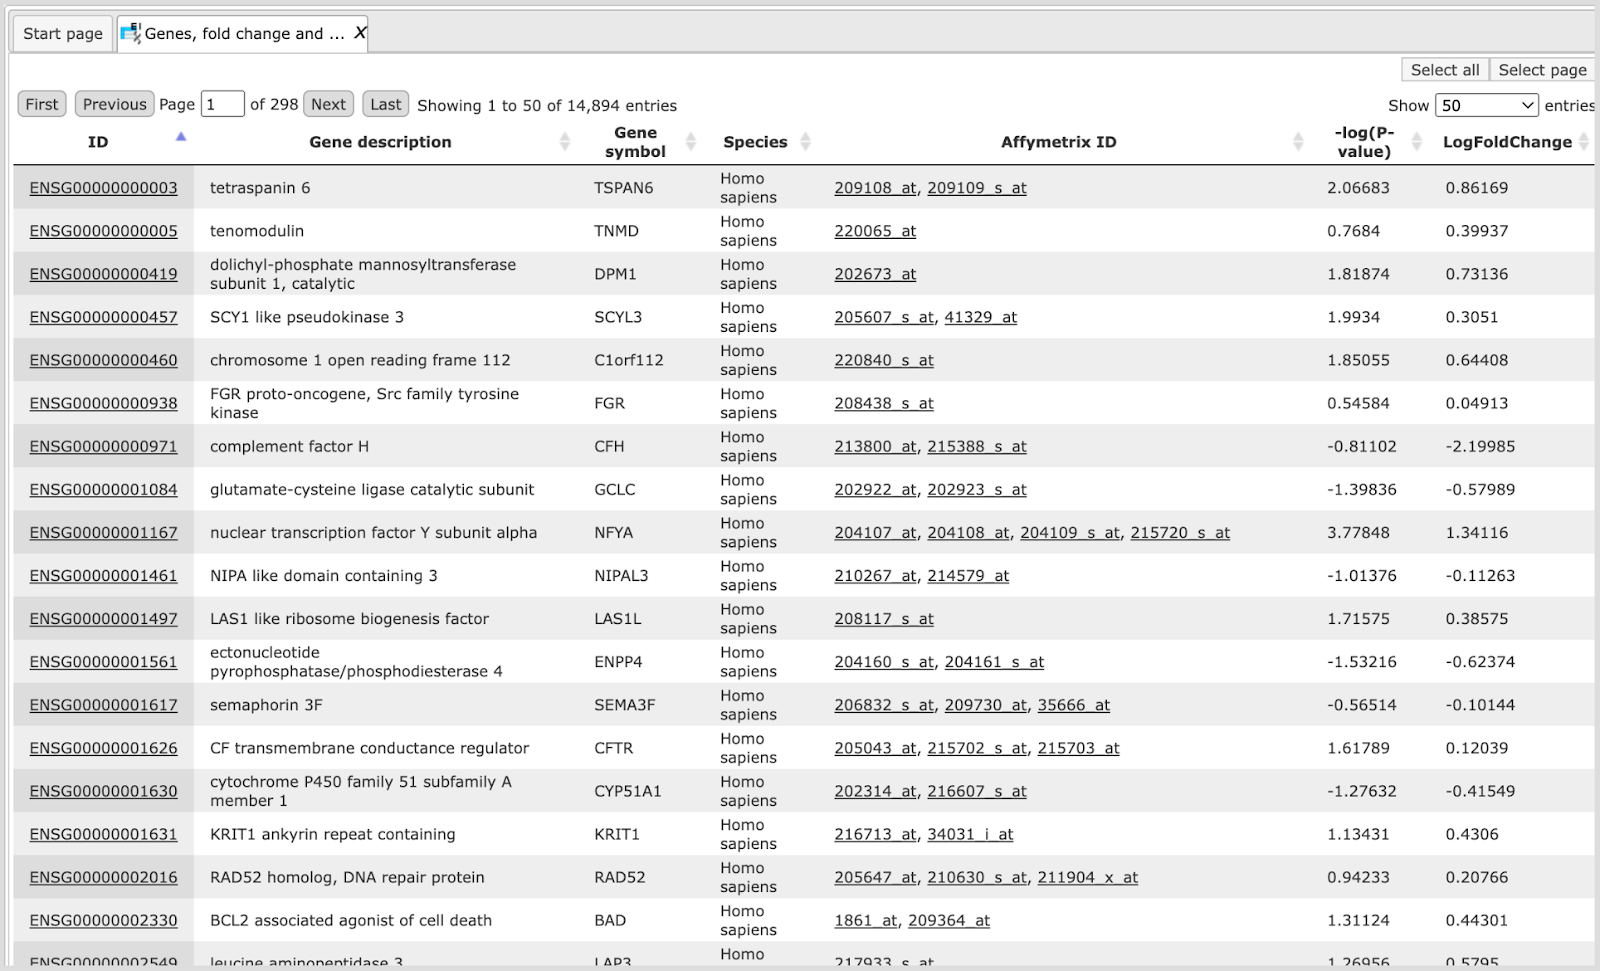 Start page
Genes, fold change and ... X
Select all Select page
First Previous Page 1 of 298 Next Last Showing 1 to 50 of 14,894 entries Show 50 entries
ID Gene description Gene symbol Species Affymetrix ID -log(P-value) LogFoldChange
ENSG00000000003 tetraspanin 6 TSPAN6 Homo sapiens 209108_at, 209109_s_at 2.06683 0.86169
ENSG00000000005 tenomodulin TNMD Homo sapiens 220065_at 0.7684 0.39937
ENSG00000000419 dolichyl-phosphate mannosyltransferase subunit 1, catalytic DPM1 Homo sapiens 202673_at 1.81874 0.73136
ENSG00000000457 SCY1 like pseudokinase 3 SCYL3 Homo sapiens 205607_s_at, 41329_at 1.9934 0.3051
ENSG00000000460 chromosome 1 open reading frame 112 C1orf112 Homo sapiens 220840_s_at 1.85055 0.64408
ENSG00000000938 FGR proto-oncogene, Src family tyrosine kinase FGR Homo sapiens 208438_s_at 0.54584 0.04913
ENSG00000000971 complement factor H CFH Homo sapiens 213800_at, 215388_s_at -0.81102 -2.19985
ENSG00000001084 glutamate-cysteine ligase catalytic subunit GCLC Homo sapiens 202922_at, 202923_s_at -1.39836 -0.57989
ENSG00000001167 nuclear transcription factor Y subunit alpha NFYA Homo sapiens 204107_at, 204108_at, 204109_s_at, 215720_s_at 3.77848 1.34116
ENSG00000001461 NIPA like domain containing 3 NIPAL3 Homo sapiens 210267_at, 214579_at -1.01376 -0.11263
ENSG00000001497 LAS1 like ribosome biogenesis factor LAS1L Homo sapiens 208117_s_at 1.71575 0.38575
ENSG00000001561 ectonucleotide pyrophosphatase/phosphodiesterase 4 ENPP4 Homo sapiens 204160_s_at, 204161_s_at -1.53216 -0.62374
ENSG00000001617 semaphorin 3F SEMA3F Homo sapiens 206832_s_at, 209730_at, 35666_at -0.56514 -0.10144
ENSG00000001626 CF transmembrane conductance regulator CFTR Homo sapiens 205043_at, 215702_s_at, 215703_at 1.61789 0.12039
ENSG00000001630 cytochrome P450 family 51 subfamily A member 1 CYP51A1 Homo sapiens 202314_at, 216607_s_at -1.27632 -0.41549
ENSG00000001631 KRIT1 ankyrin repeat containing KRIT1 Homo sapiens 216713_at, 34031_i_at 1.13431 0.4306
ENSG00000002016 RAD52 homolog, DNA repair protein RAD52 Homo sapiens 205647_at, 210630_s_at, 211904_x_at 0.94233 0.20766
ENSG00000002330 BCL2 associated agonist of cell death BAD Homo sapiens 1861_at, 209364_at 1.31124 0.44301
ENSG00000002549 leucine aminopeptidase 3 LAP3 Homo 217933_s_at 1.26956 0.5795